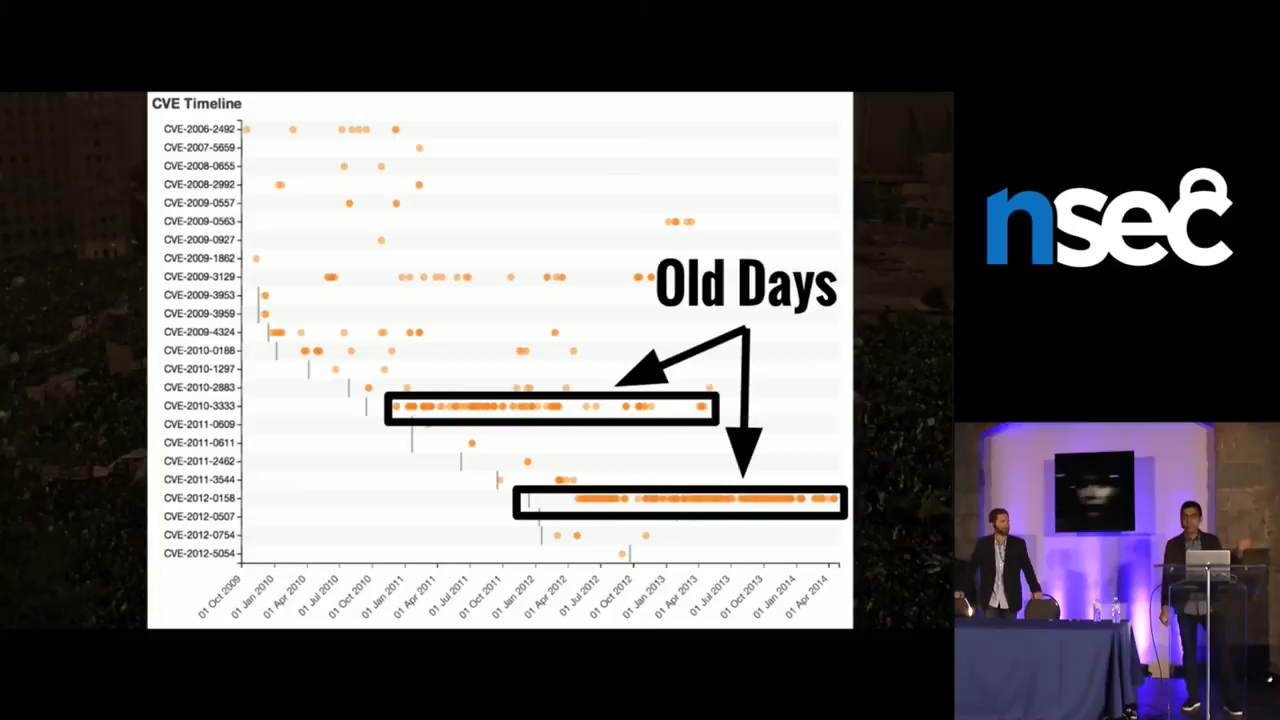 CVE Timeline
CVE-2006-2492
CVE-2007-5659
CVE-2008-0655
CVE-2008-2992
CVE-2009-0557
CVE-2009-0563
CVE-2009-0927
CVE-2009-1862
CVE-2009-3129
CVE-2009-3953
CVE-2009-3959
CVE-2009-4324
CVE-2010-0188
CVE-2010-1297
CVE-2010-2883
CVE-2010-3333
CVE-2011-0609
CVE-2011-0611
CVE-2011-2462
CVE-2011-3544
CVE-2012-0158
CVE-2012-0507
CVE-2012-0754
CVE-2012-5054
Old Days
01 Oct 2009
01 Jan 2010
01 Apr 2010
01 Jul 2010
01 Oct 2010
01 Jan 2011
01 Apr 2011
01 Jul 2011
01 Oct 2011
01 Jan 2012
01 Apr 2012
01 Jul 2012
01 Oct 2012
01 Jan 2013
01 Apr 2013
01 Jul 2013
01 Oct 2013
01 Jan 2014
01 Apr 2014
nsec